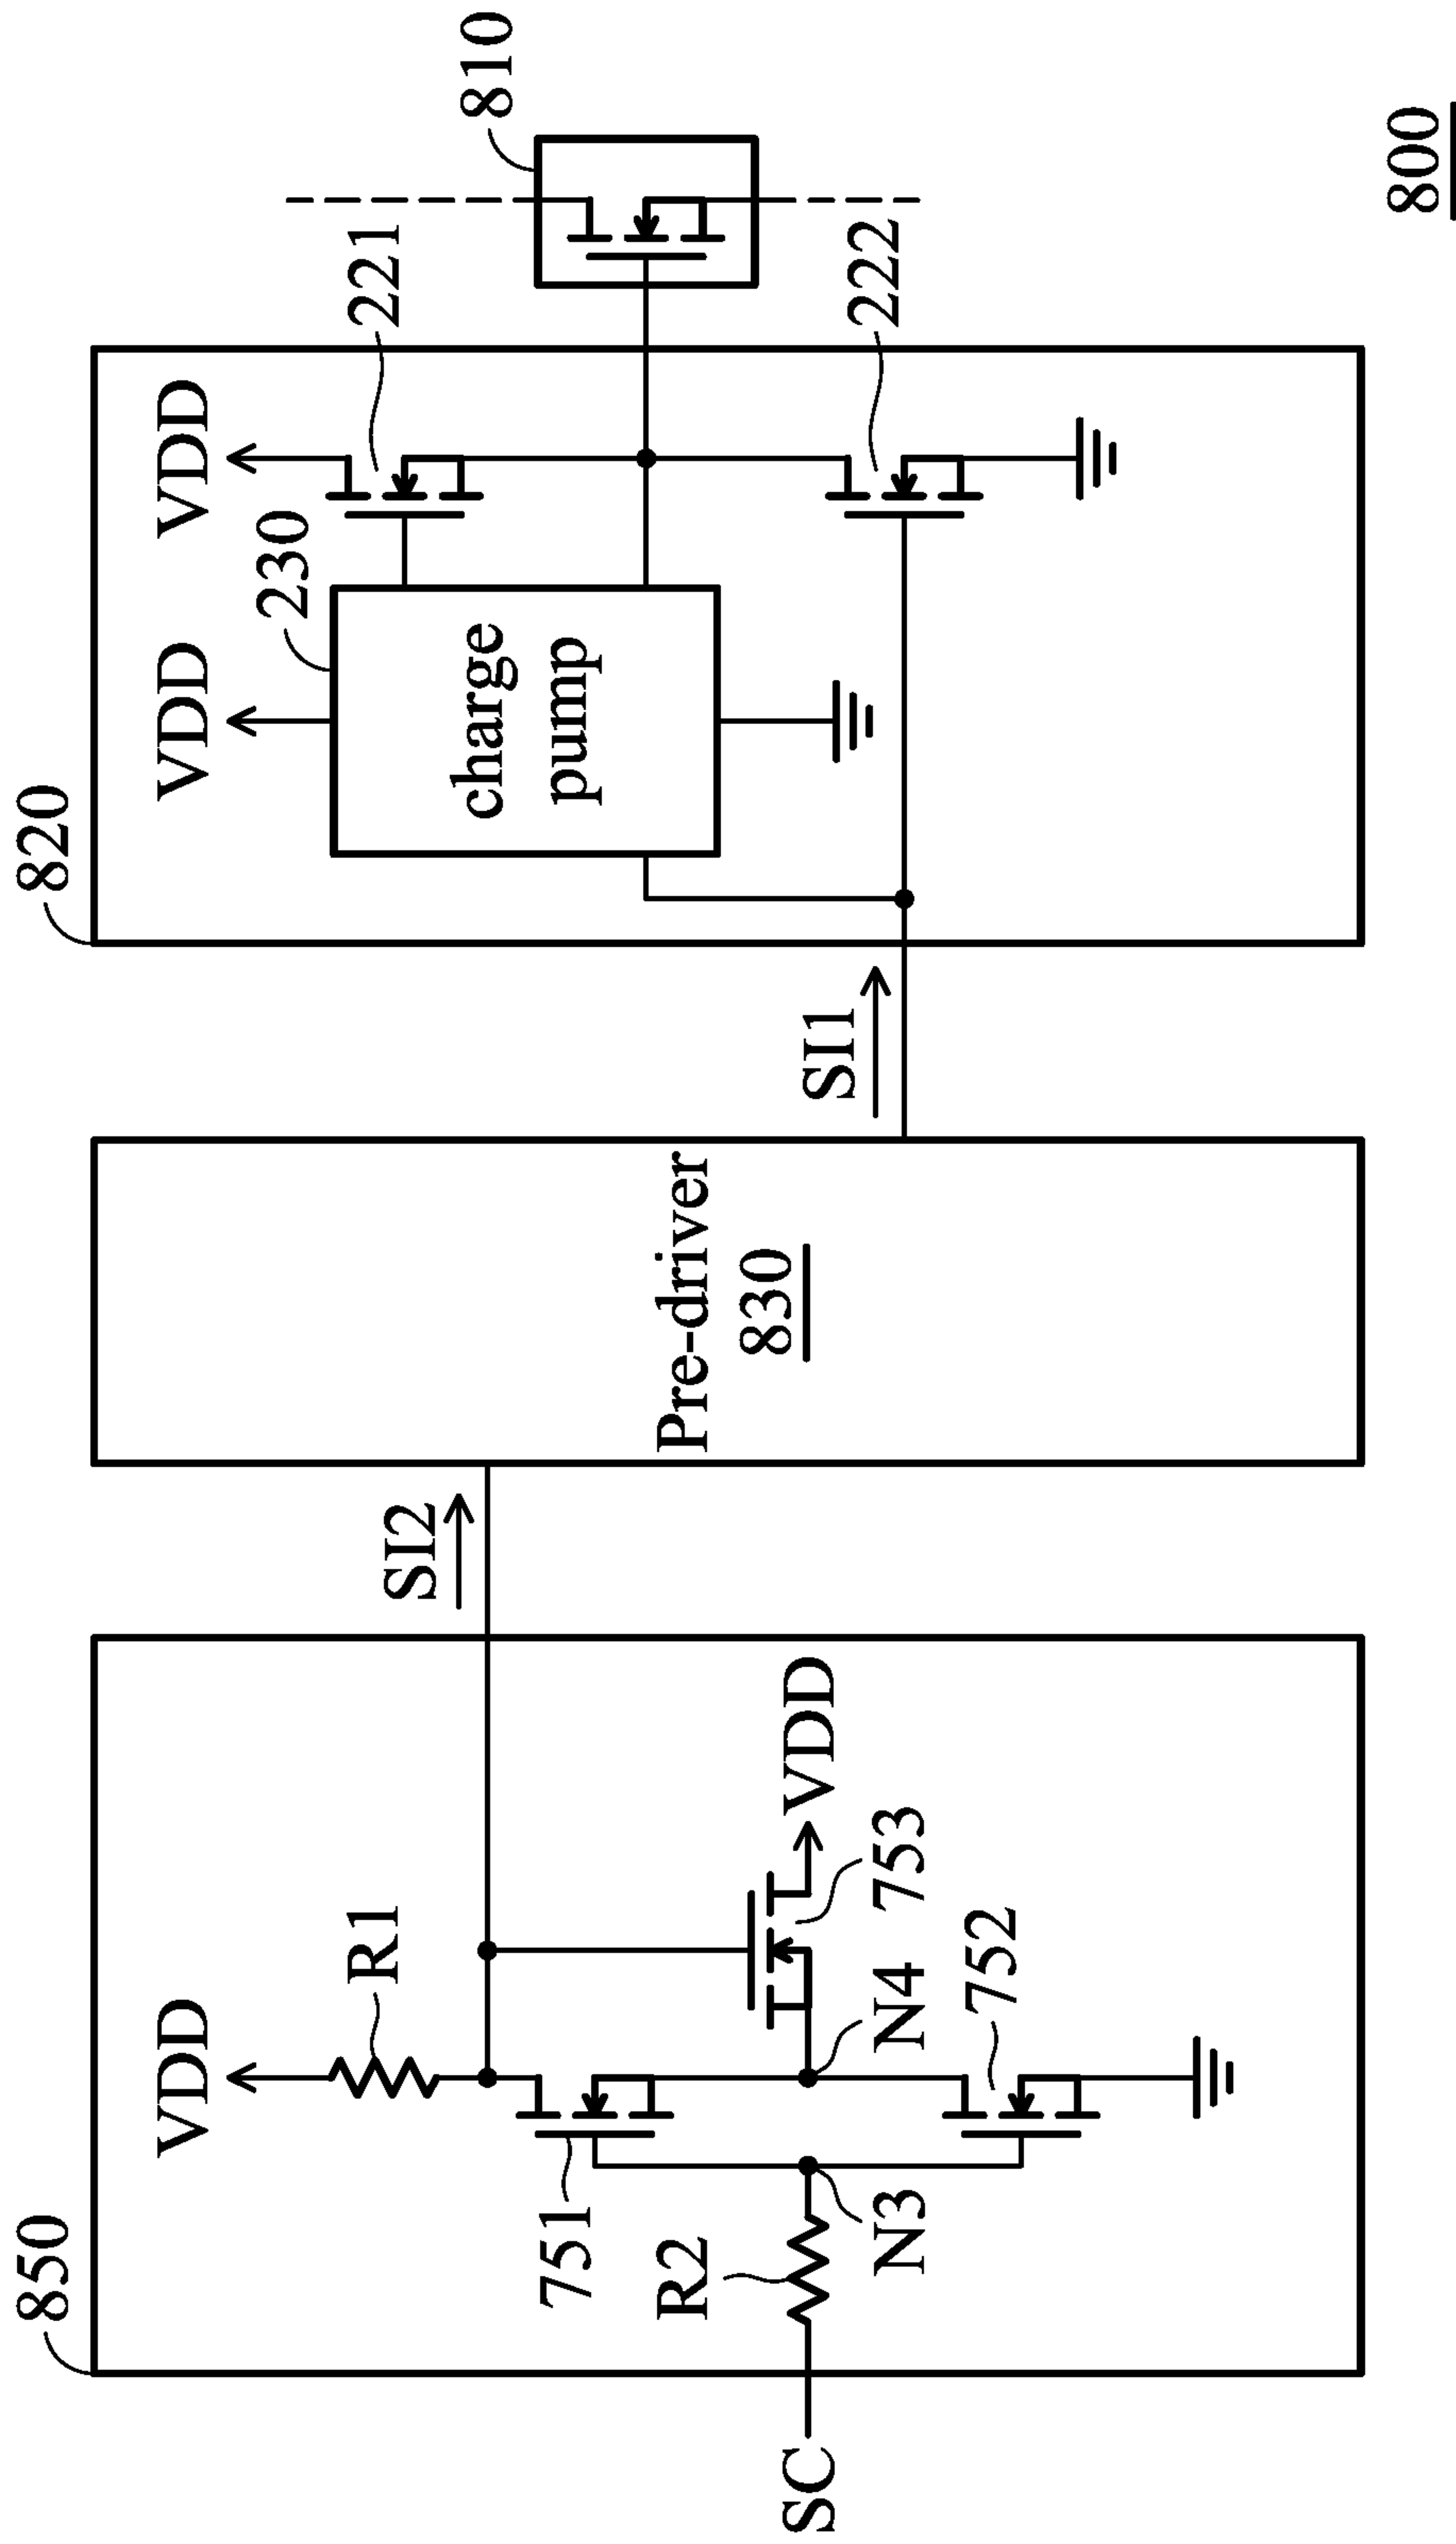 850
820
VDD
R1
751
R2
SC
N3
N4
752
753
VDD
SI2
Pre-driver
830
SI1
VDD
230
charge
pump
VDD
221
222
810
800